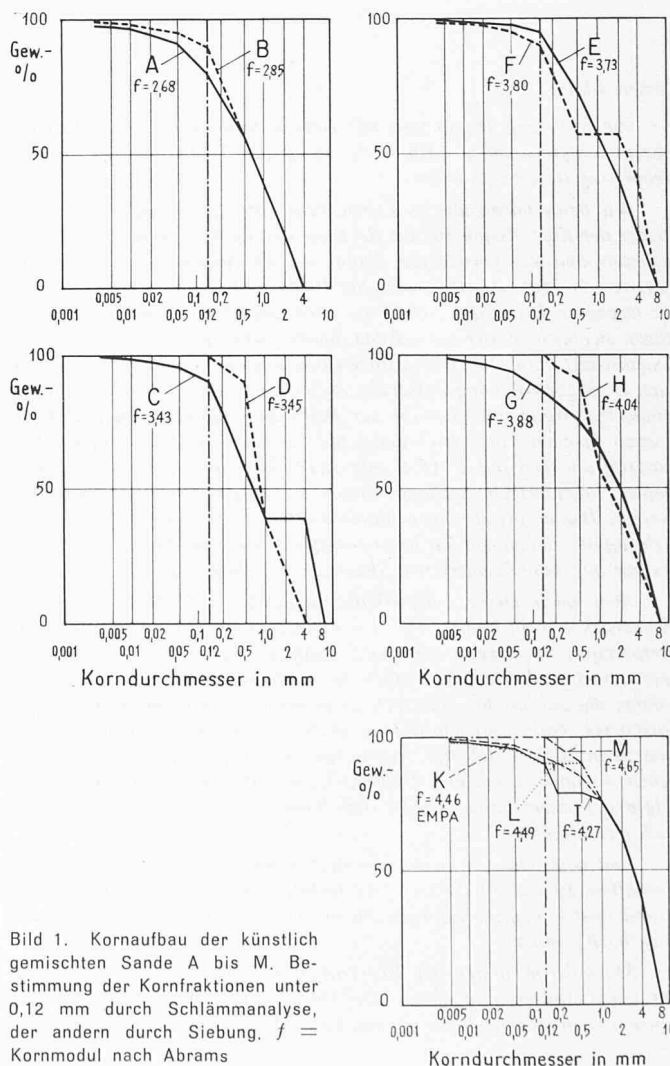 100
Gew.-
%
50
0
A
f=2,68
B
f=2,85
0,005 0,02 0,1 0,2 1,0 4 8
0,001 0,01 0,05 0,12 0,5 2 10
100
50
0
F
f=3,80
E
f=3,73
0,005 0,02 0,1 0,2 1,0 4 8
0,001 0,01 0,05 0,12 0,5 2 10
100
Gew.-
%
50
0
C
f=3,43
D
f=3,45
0,005 0,02 0,1 0,5 2 8
0,001 0,01 0,05 0,12 0,2 1,0 4 10
Korndurchmesser in mm
100
50
0
G
f=3,88
H
f=4,04
0,005 0,02 0,1 0,5 2 8
0,001 0,01 0,05 0,12 0,2 1,0 4 10
Korndurchmesser in mm
100
Gew.-
%
50
0
K
f=4,46
EMPA
L
f=4,49
M
f=4,65
I
f=4,27
0,005 0,02 0,1 0,2 1,0 4 8
0,001 0,01 0,05 0,12 0,5 2 10
Korndurchmesser in mm
Bild 1. Kornaufbau der künstlich
gemischten Sande A bis M. Be-
stimmung der Kornfraktionen unter
0,12 mm durch Schlämmanalyse,
der andern durch Siebung. f =
Kornmodul nach Abrams